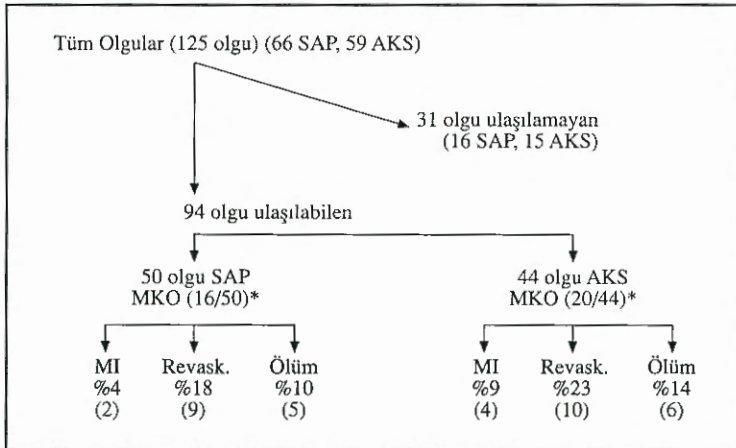 Tüm Olgular (125 olgu) (66 SAP, 59 AKS)
31 olgu ulaşılamayan
(16 SAP, 15 AKS)
94 olgu ulaşılabilen
50 olgu SAP
MKO (16/50)*
44 olgu AKS
MKO (20/44)*
MI Revask. Ölüm
%4 %18 %10
(2) (9) (5)
MI Revask. Ölüm
%9 %23 %14
(4) (10) (6)